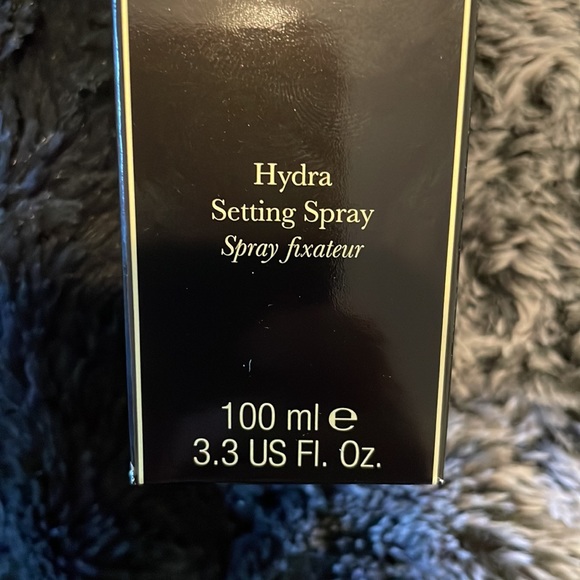 Hydra
Setting Spray
Spray fixateur
100 ml ℮
3.3 US Fl. Oz.